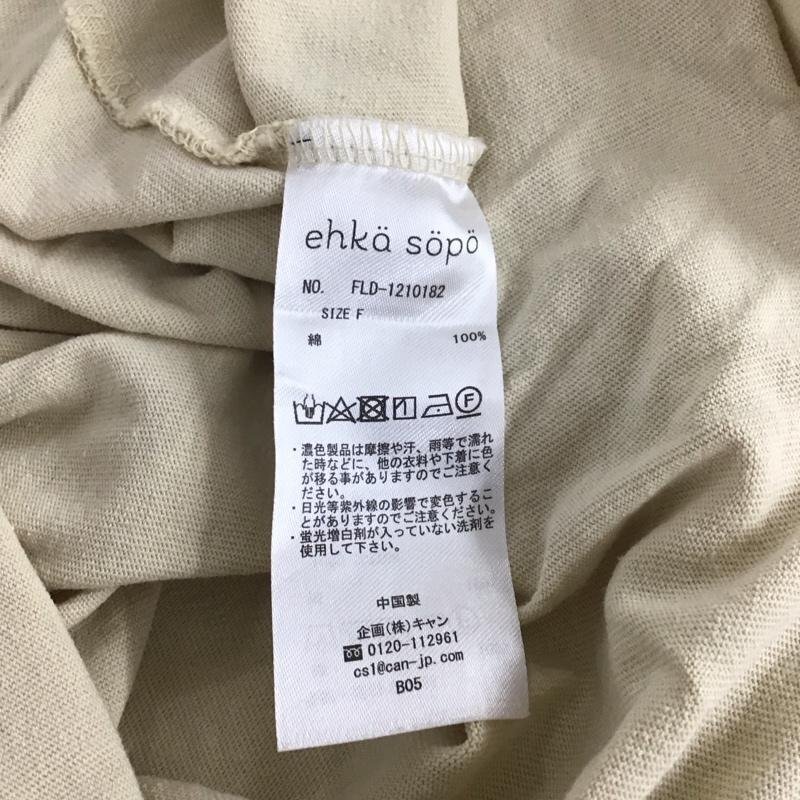 ehkä söpö
NO. FLD-1210182
SIZE F
綿 100%
・濃色製品は摩擦や汗、雨等で濡れ
た時などに、他の衣料や下着に色
が移る事がありますのでご注意く
ださい。
・日光等紫外線の影響で変色するこ
とがありますのでご注意ください。
・蛍光増白剤が入っていない洗剤を
使用して下さい。
中国製
企画(株)キャン
0120-112961
cs1@can-jp.com
B05